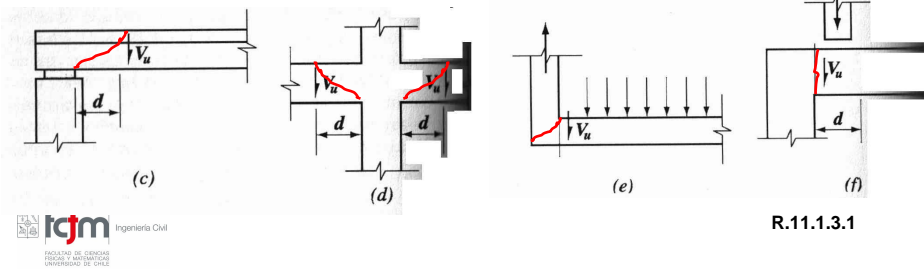 V_u
d
(c)
V_u
V_u
d
d
(d)
V_u
(e)
V_u
d
(f)
R.11.1.3.1
fcfm Ingeniería Civil
FACULTAD DE CIENCIAS
FÍSICAS Y MATEMÁTICAS
UNIVERSIDAD DE CHILE